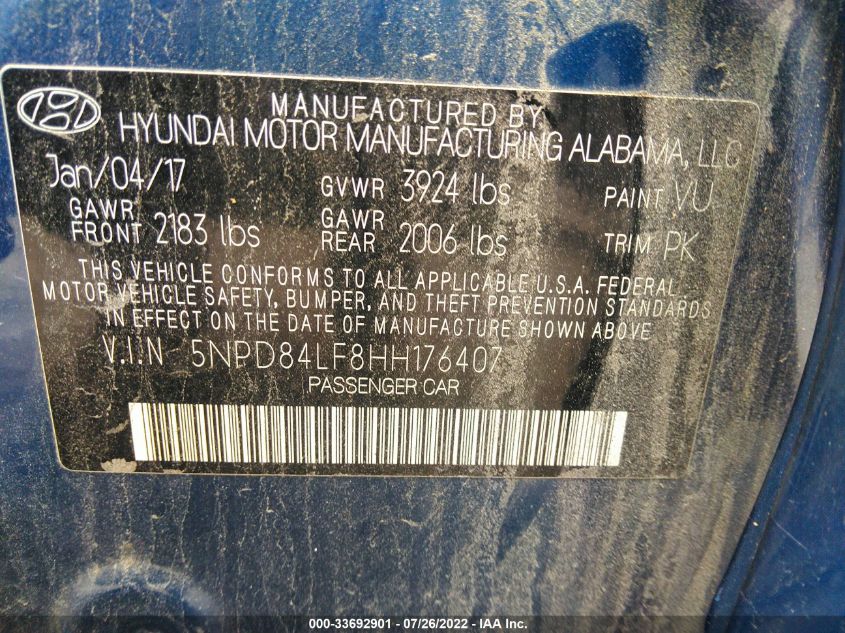 MANUFACTURED BY
HYUNDAI MOTOR MANUFACTURING ALABAMA, LLC
Jan/04/17 GVWR 3924 lbs PAINT VU
GAWR FRONT 2183 lbs GAWR REAR 2006 lbs TRIM PK
THIS VEHICLE CONFORMS TO ALL APPLICABLE U.S.A. FEDERAL
MOTOR VEHICLE SAFETY, BUMPER, AND THEFT PREVENTION STANDARDS
IN EFFECT ON THE DATE OF MANUFACTURE SHOWN ABOVE
V.I.N 5NPD84LF8HH176407
PASSENGER CAR
000-33692901 - 07/26/2022 - IAA Inc.